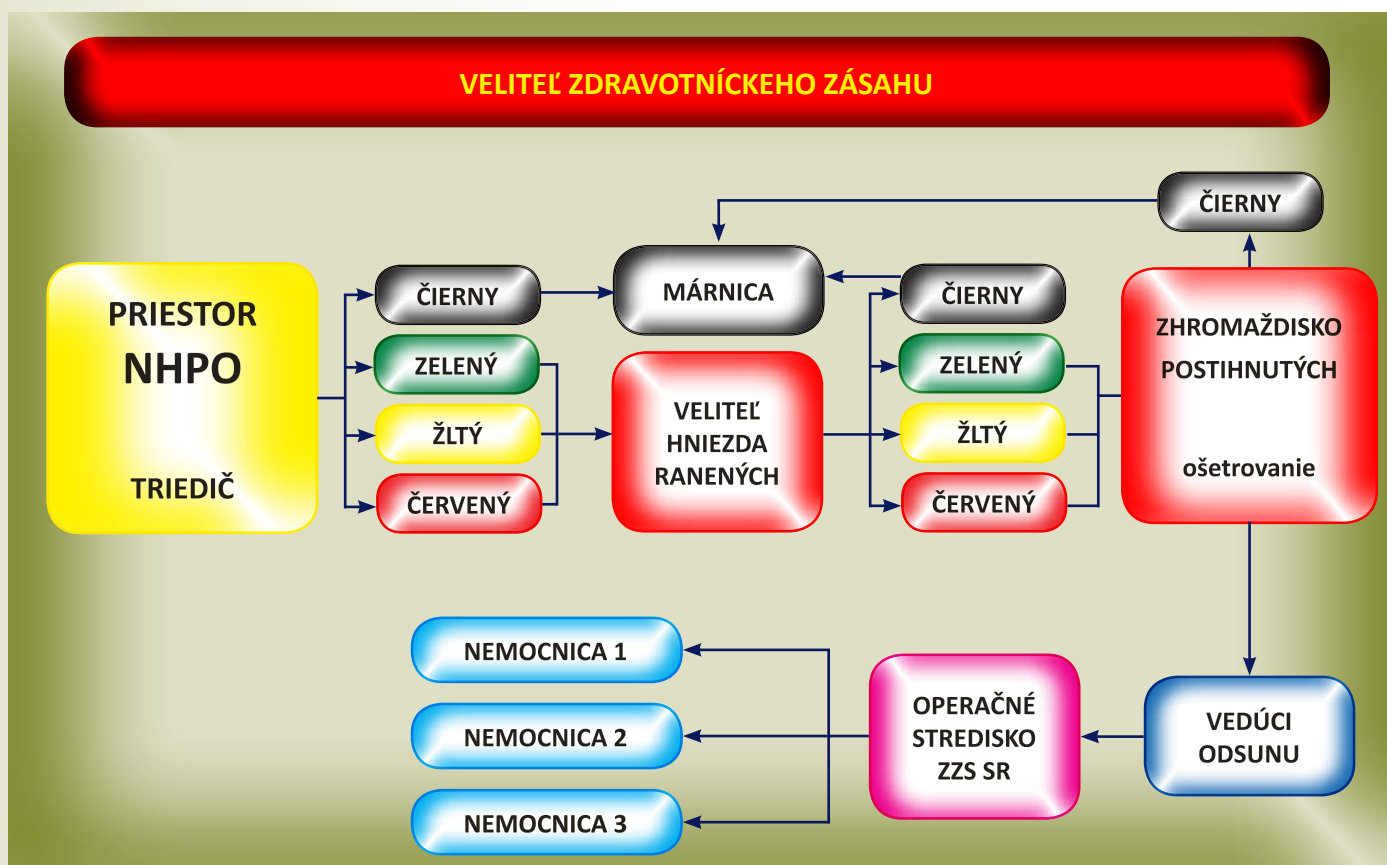 VELITEĽ ZDRAVOTNÍCKEHO ZÁSAHU
ČIERNY
PRIESTOR
NHPO
TRIEDIČ
ČIERNY
ZELENÝ
ŽLTÝ
ČERVENÝ
MÁRNICA
VELITEĽ
HNIEZDA
RANENÝCH
ČIERNY
ZELENÝ
ŽLTÝ
ČERVENÝ
ZHROMAŽDISKO
POSTIHNUTÝCH
ošetrovanie
NEMOCNICA 1
NEMOCNICA 2
NEMOCNICA 3
OPERAČNÉ
STREDISKO
ZZS SR
VEDÚCI
ODSUNU